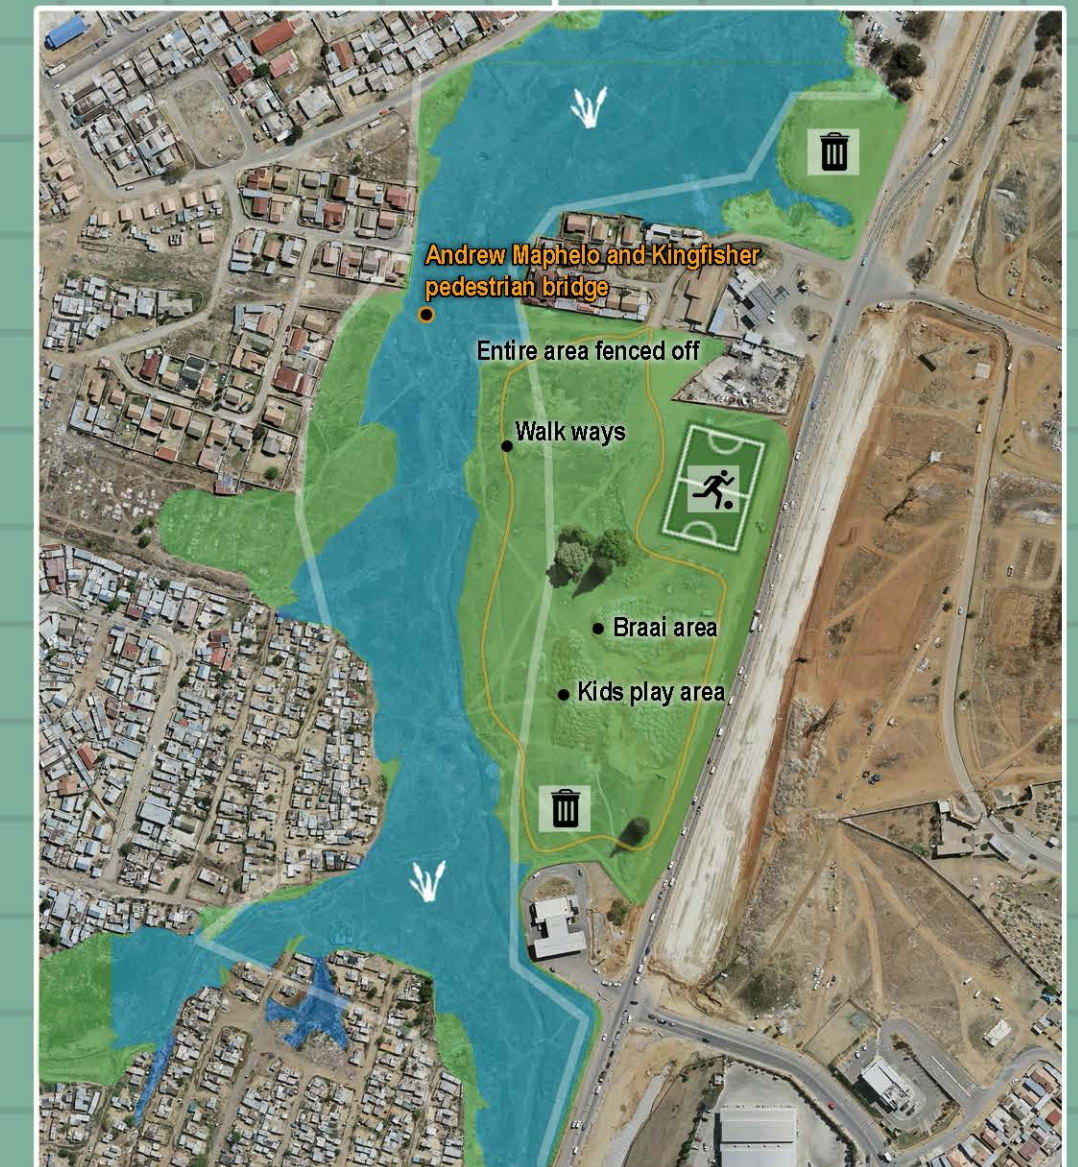 Andrew Maphelo and Kingfisher
pedestrian bridge
Entire area fenced off
Walk ways
Braai area
Kids play area